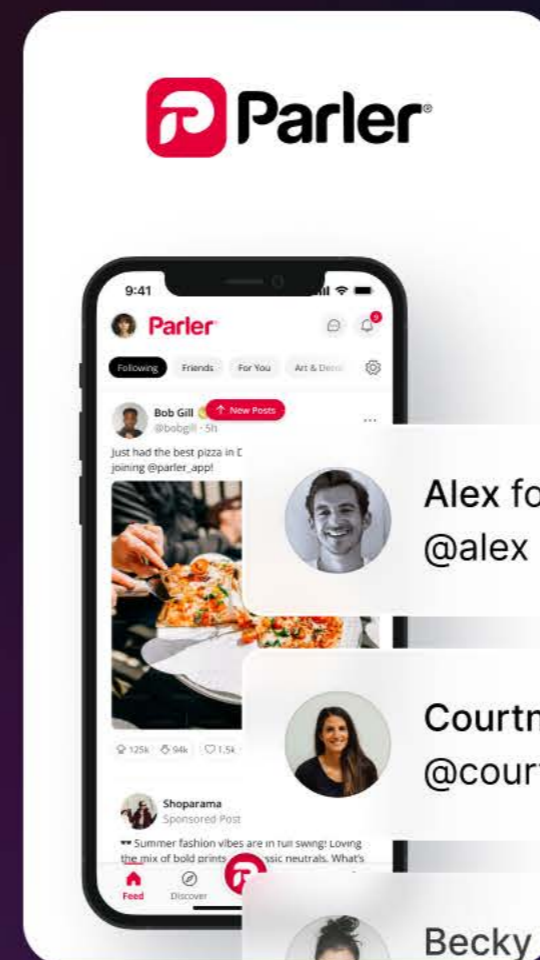 Parler®
9:41
Parler
9
Following Friends For You Art & 
Bob Gill
New Posts
@bobgill · 5h
Just had the best pizza in
joining @parler_app!
Alex fo
@alex
125k 94k 1.5k
Courtn
@cour
Shoparama
Sponsored Post
Summer fashion vibes are in full swing! Loving
the mix of bold prints neutrals. What's
Feed Discover
Becky